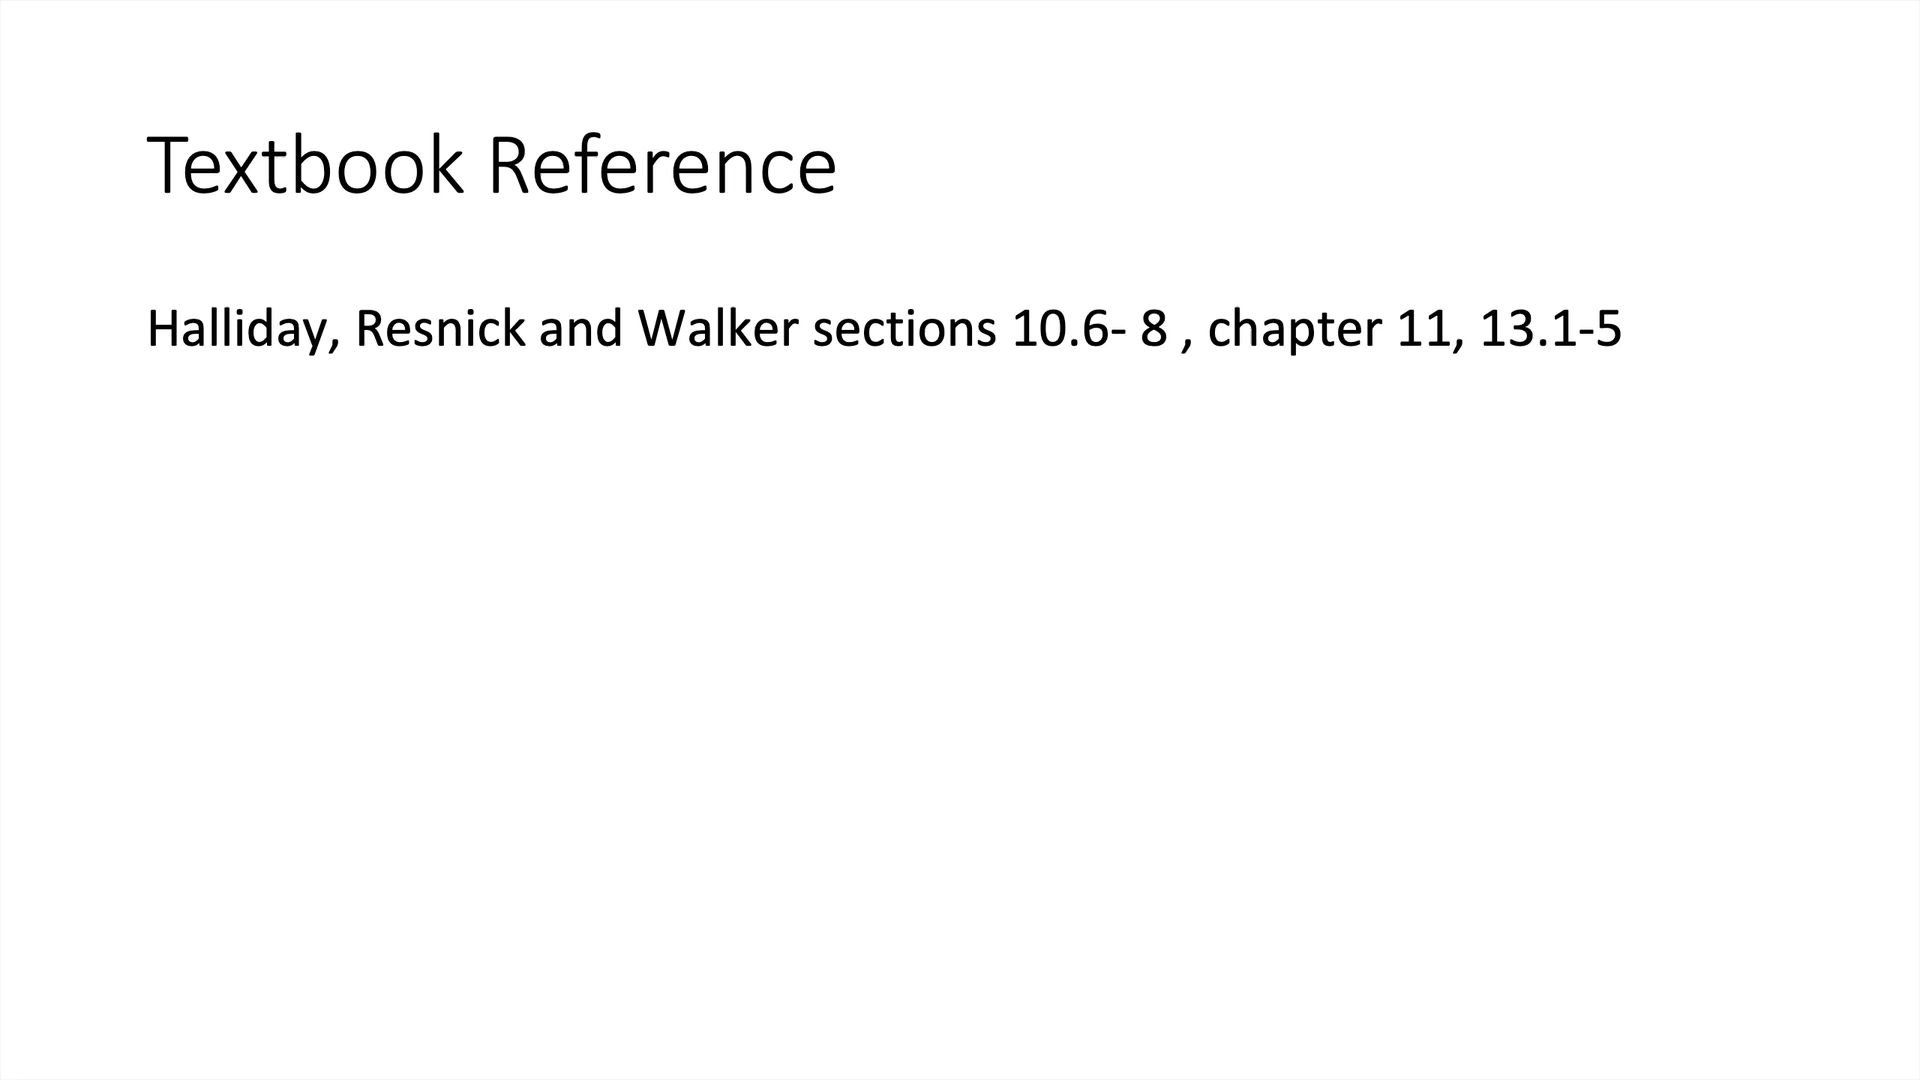 Textbook Reference
Halliday, Resnick and Walker sections 10.6- 8 , chapter 11, 13.1-5